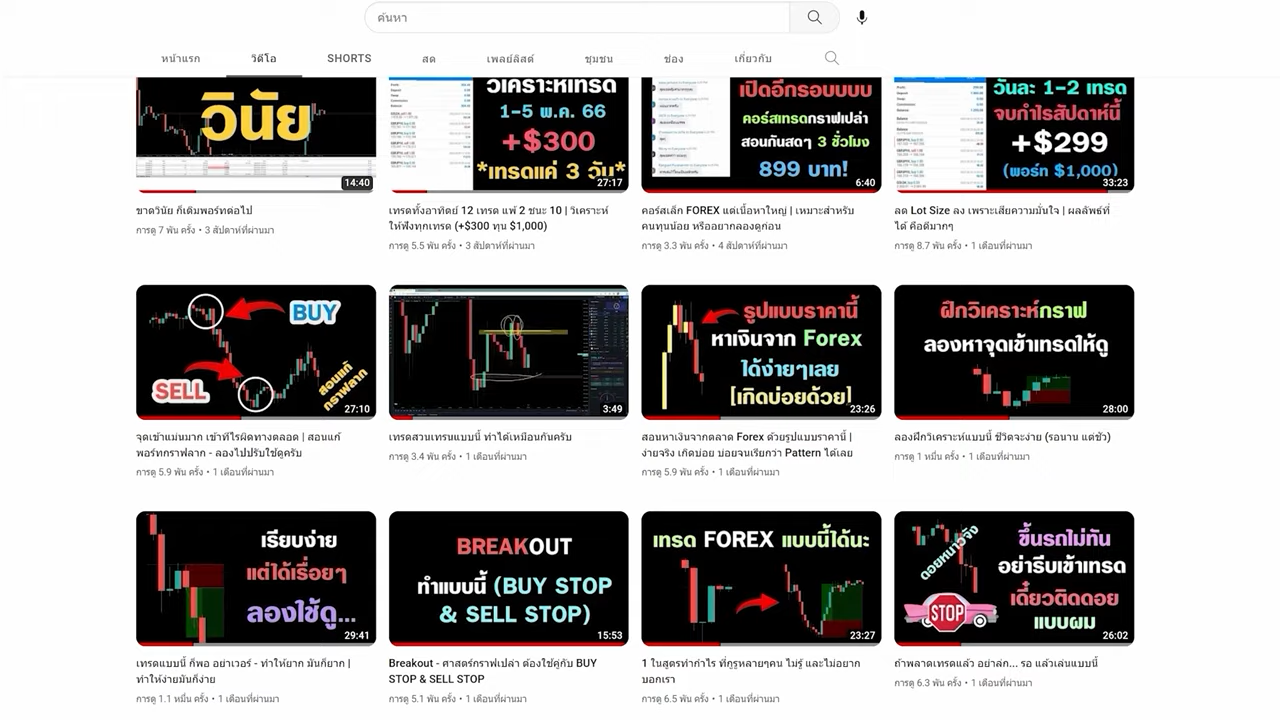 ค้นหา
หน้าแรก วิดีโอ SHORTS สด เพลย์ลิสต์ ชุมชน ช่อง เกี่ยวกับ
วินัย
14:40
วิเคราะห์เทรด
1-5 พ.ค. 66
+$300
*เทรดแค่ 3 วัน*
27:17
เปิดอีกรอบบบบ
คอร์สเทรดกราฟเปล่า
สอนกันสดๆ 3 ชั่วโมง
899 บาท!
6:40
วันละ 1-2 เทรด
จบกำไรสัปดาห์นี้
+$299
(พอร์ท $1,000)
33:23
ขาดวินัย ก็เติมพอร์ทต่อไป
การดู 7 พัน ครั้ง • 3 สัปดาห์ที่ผ่านมา
เทรดทั้งอาทิตย์ 12 เทรด แพ้ 2 ชนะ 10 | วิเคราะห์
ให้ฟังทุกเทรด (+$300 ทุน $1,000)
การดู 5.5 พัน ครั้ง • 3 สัปดาห์ที่ผ่านมา
คอร์สเล็ก FOREX แต่เนื้อหาใหญ่ | เหมาะสำหรับ
คนทุนน้อย หรืออยากลองดูก่อน
การดู 3.3 พัน ครั้ง • 4 สัปดาห์ที่ผ่านมา
ลด Lot Size ลง เพราะเสียความมั่นใจ | ผลลัพธ์ที่
ได้ คือดีมากๆ
การดู 8.7 พัน ครั้ง • 1 เดือนที่ผ่านมา
BUY
SELL
สอนแก้
กราฟลาก
27:10
3:49
รูปแบบราคานี้
หาเงินจาก Forex
ได้ง่ายๆเลย
[เกิดบ่อยด้วย]
23:26
ฝึกวิเคราะห์กราฟ
ลองหาจุดเข้าเทรดให้ดู
28:00
จุดเข้าแม่นมาก เข้าทีไรผิดทางตลอด | สอนแก้
พอร์ทกราฟลาก - ลองไปปรับใช้ดูครับ
การดู 5.9 พัน ครั้ง • 1 เดือนที่ผ่านมา
เทรดสวนเทรนแบบนี้ ทำได้เหมือนกันครับ
การดู 3.4 พัน ครั้ง • 1 เดือนที่ผ่านมา
สอนหาเงินจากตลาด Forex ด้วยรูปแบบราคานี้ |
ง่ายจริง เกิดบ่อย บ่อยจนเรียกว่า Pattern ได้เลย
การดู 5.9 พัน ครั้ง • 1 เดือนที่ผ่านมา
ลองฝึกวิเคราะห์แบบนี้ ชีวิตจะง่าย (รอนาน แต่ชัว)
การดู 1 หมื่น ครั้ง • 1 เดือนที่ผ่านมา
เรียบง่าย
แต่ได้เรื่อยๆ
ลองใช้ดู...
29:41
BREAKOUT
ทำแบบนี้ (BUY STOP
& SELL STOP)
15:53
เทรด FOREX แบบนี้ได้นะ
23:27
ดอยหนาวจัง
ขึ้นรถไม่ทัน
อย่ารีบเข้าเทรด
เดี๋ยวติดดอย
แบบผม
STOP
26:02
เทรดแบบนี้ ก็พอ อย่าเวอร์ - ทำให้ยาก มันก็ยาก |
ทำให้ง่ายมันก็ง่าย
การดู 1.1 หมื่น ครั้ง • 1 เดือนที่ผ่านมา
Breakout - ศาสตร์กราฟเปล่า ต้องใช้คู่กับ BUY
STOP & SELL STOP
การดู 5.1 พัน ครั้ง • 1 เดือนที่ผ่านมา
1 ในสูตรทำกำไร ที่กูรูหลายๆคน ไม่รู้ และไม่อยาก
บอกเรา
การดู 6.5 พัน ครั้ง • 1 เดือนที่ผ่านมา
ถ้าพลาดเทรดแล้ว อย่าลัก... รอ แล้วเล่นแบบนี้
การดู 6.3 พัน ครั้ง • 1 เดือนที่ผ่านมา